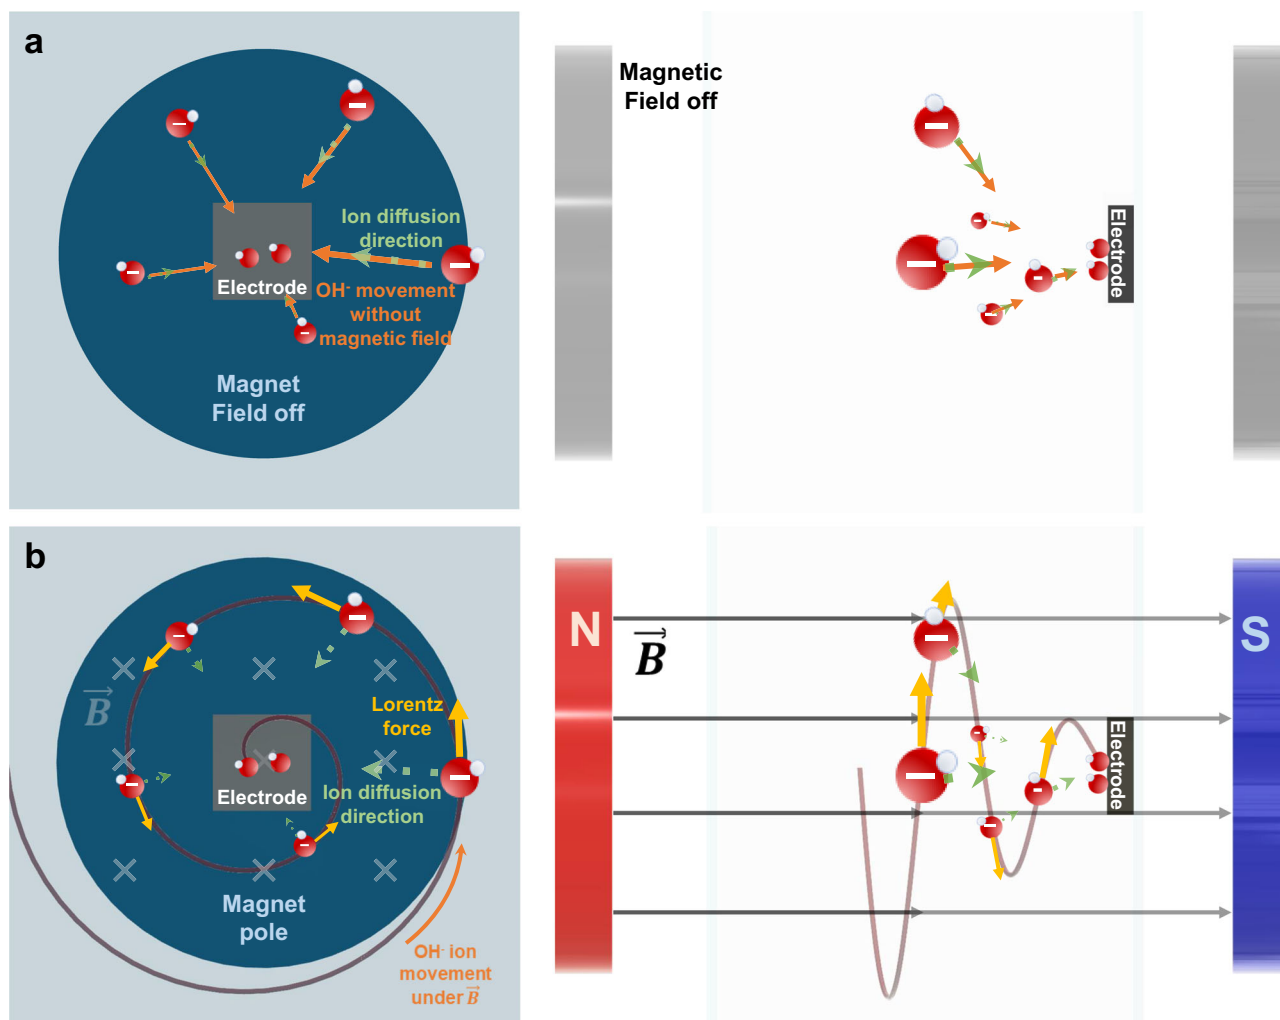 a
Ion diffusion
direction
Electrode
OH- movement
without
magnetic field
Magnet
Field off
Magnetic
Field off
Electrode
b
B
Lorentz
force
Electrode
Ion diffusion
direction
Magnet
pole
OH- ion
movement
under B
N
B
S
Electrode